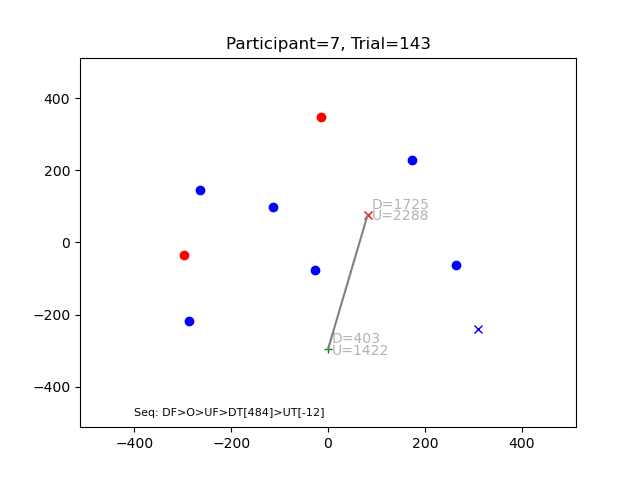 Participant=7, Trial=143
400
200
0
−200
−400
D=1725
U=2288
D=403
U=1422
Seq: DF>O>UF>DT[484]>UT[-12]
−400
−200
0
200
400